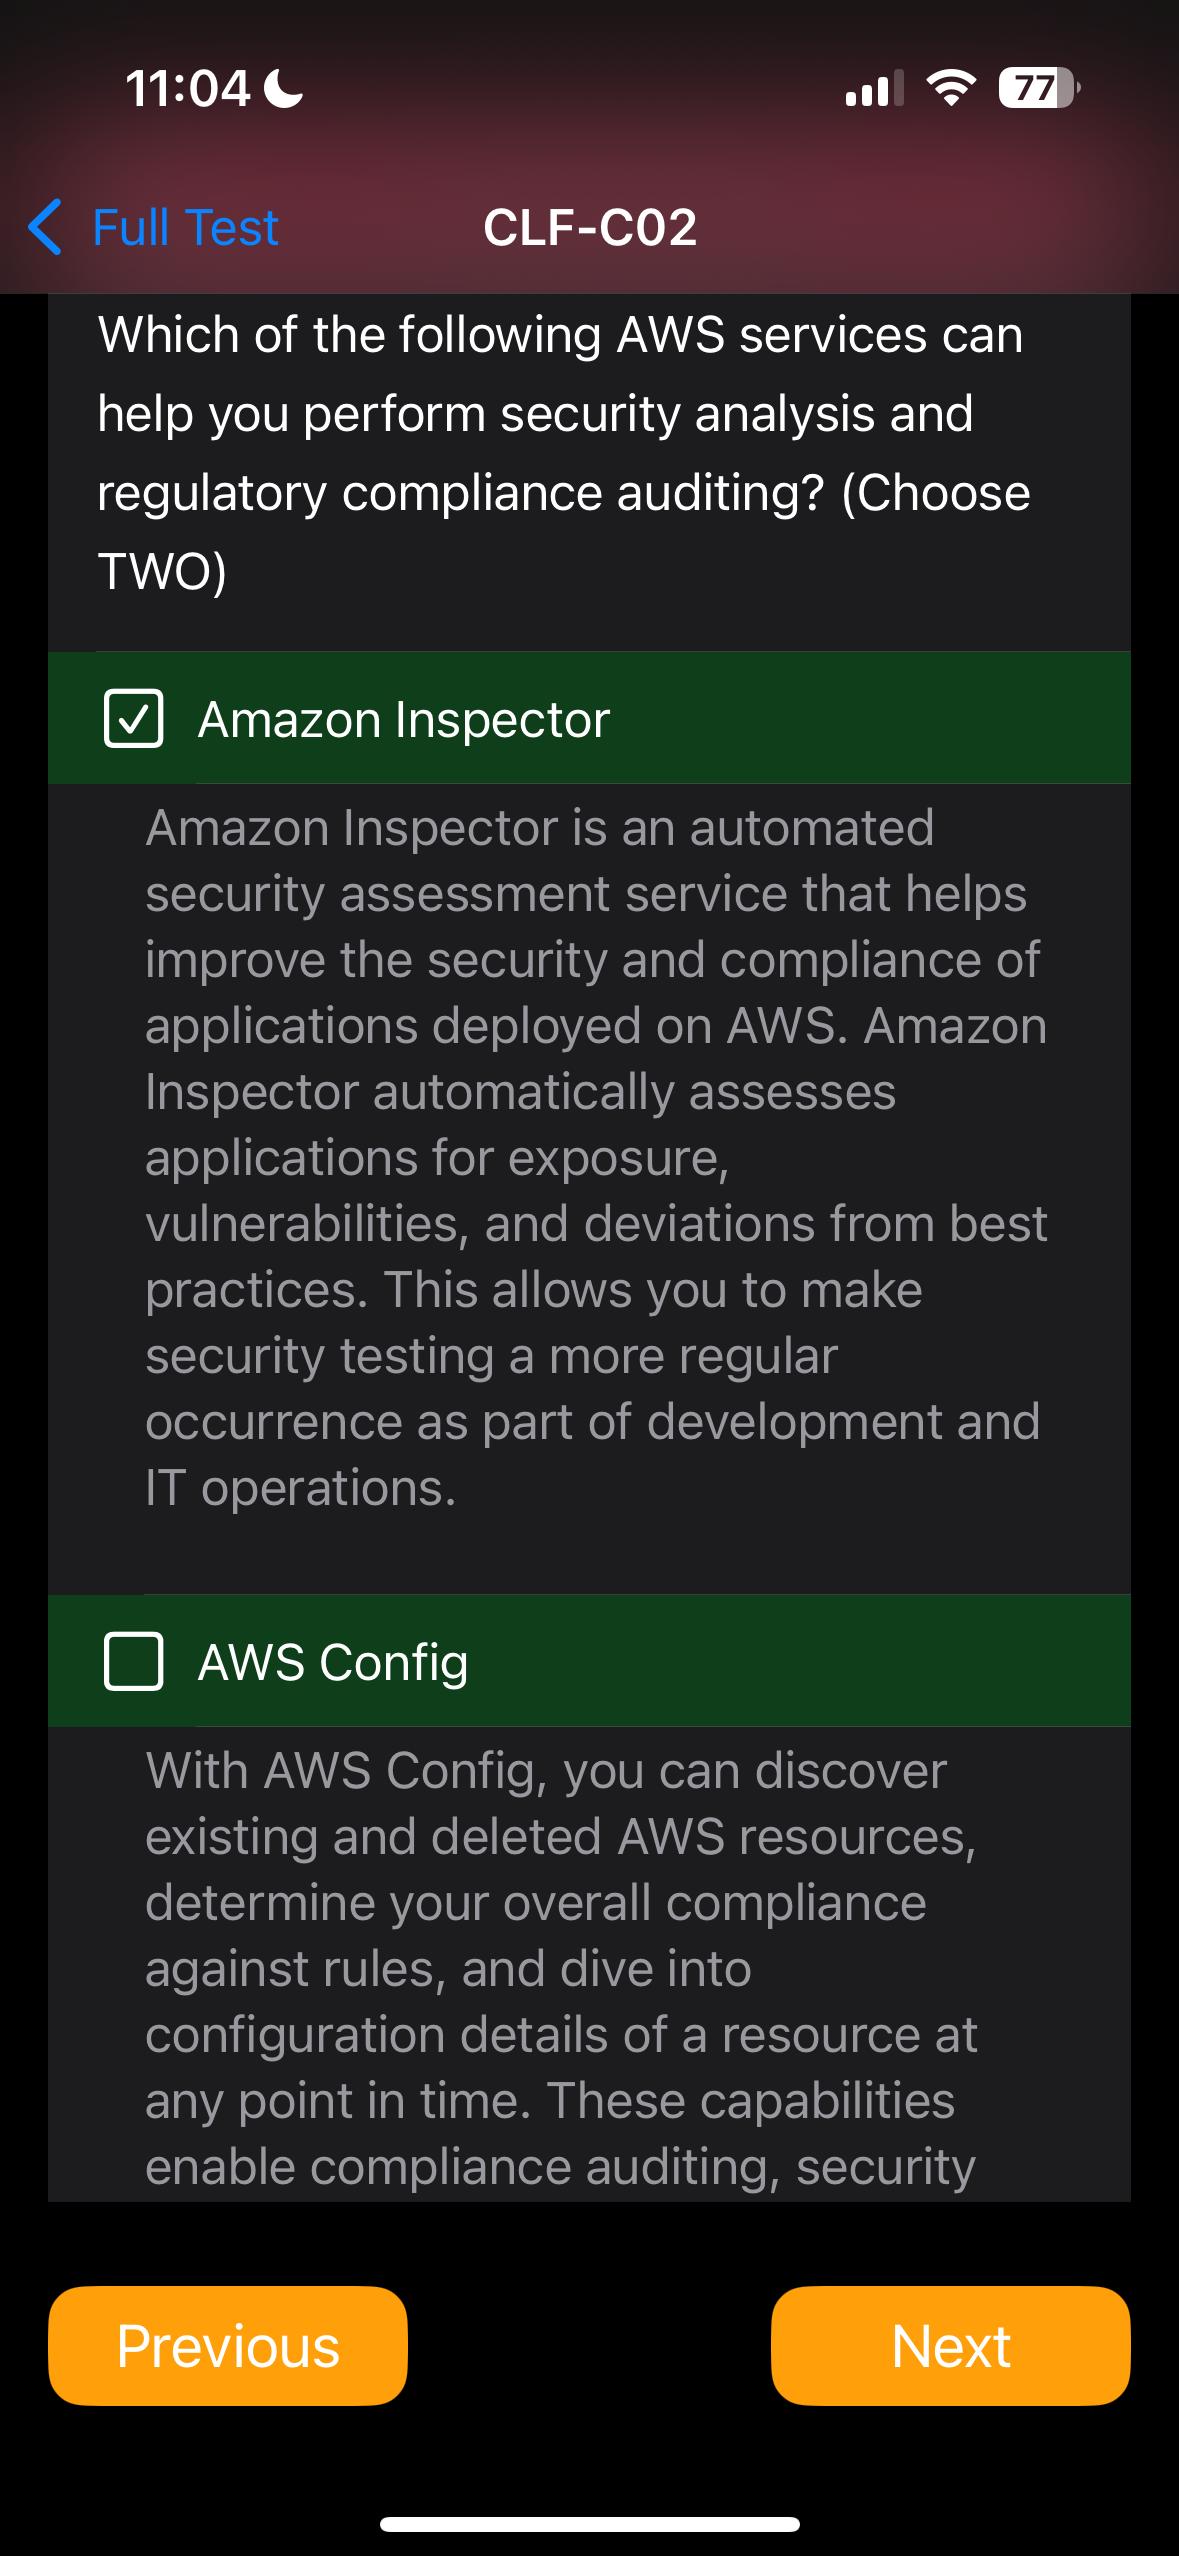 11:04
77
Full Test
CLF-C02
Which of the following AWS services can
help you perform security analysis and
regulatory compliance auditing? (Choose
TWO)
Amazon Inspector
Amazon Inspector is an automated
security assessment service that helps
improve the security and compliance of
applications deployed on AWS. Amazon
Inspector automatically assesses
applications for exposure,
vulnerabilities, and deviations from best
practices. This allows you to make
security testing a more regular
occurrence as part of development and
IT operations.
AWS Config
With AWS Config, you can discover
existing and deleted AWS resources,
determine your overall compliance
against rules, and dive into
configuration details of a resource at
any point in time. These capabilities
enable compliance auditing, security
Previous
Next